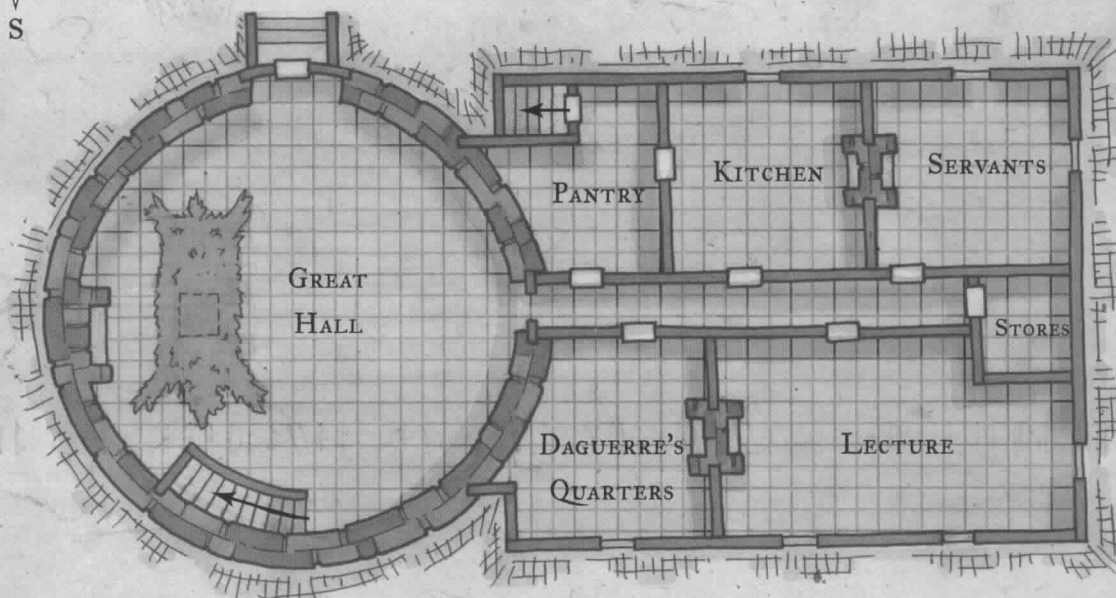 S
Pantry
Kitchen
Servants
Great
Hall
Stores
Daguerre's
Quarters
Lecture